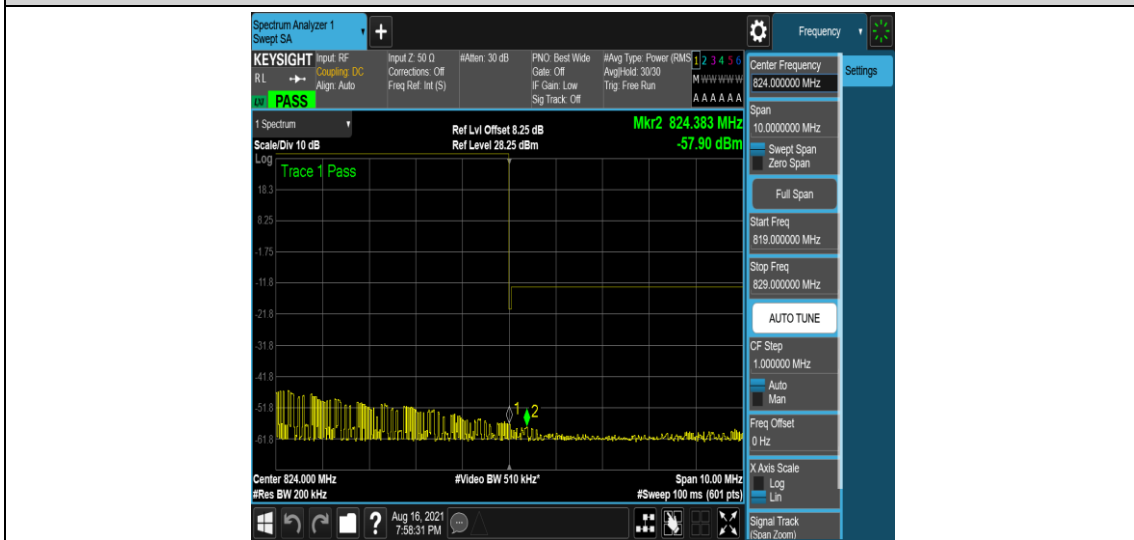 Spectrum Analyzer 1
Swept SA
+
Frequency
KEYSIGHT
Input: RF
Coupling: DC
Align: Auto
Input Z: 50 Ω
Corrections: Off
Freq Ref: Int (S)
#Atten: 30 dB
PNO: Best Wide
Gate: Off
IF Gain: Low
Sig Track: Off
#Avg Type: Power (RMS
Avg|Hold: 30/30
Trig: Free Run
1 2 3 4 5 6
M W W W W W
A A A A A A
RL
LXI
PASS
1 Spectrum
Scale/Div 10 dB
Ref Lvl Offset 8.25 dB
Ref Level 28.25 dBm
Mkr2 824.383 MHz
-57.90 dBm
Log
Trace 1 Pass
18.3
8.25
-1.75
-11.8
-21.8
-31.8
-41.8
-51.8
-61.8
1
2
Center 824.000 MHz
#Res BW 200 kHz
#Video BW 510 kHz*
Span 10.00 MHz
#Sweep 100 ms (601 pts)
?
Aug 16, 2021
7:58:31 PM
Center Frequency
824.000000 MHz
Settings
Span
10.0000000 MHz
Swept Span
Zero Span
Full Span
Start Freq
819.000000 MHz
Stop Freq
829.000000 MHz
AUTO TUNE
CF Step
1.000000 MHz
Auto
Man
Freq Offset
0 Hz
X Axis Scale
Log
Lin
Signal Track
(Span Zoom)